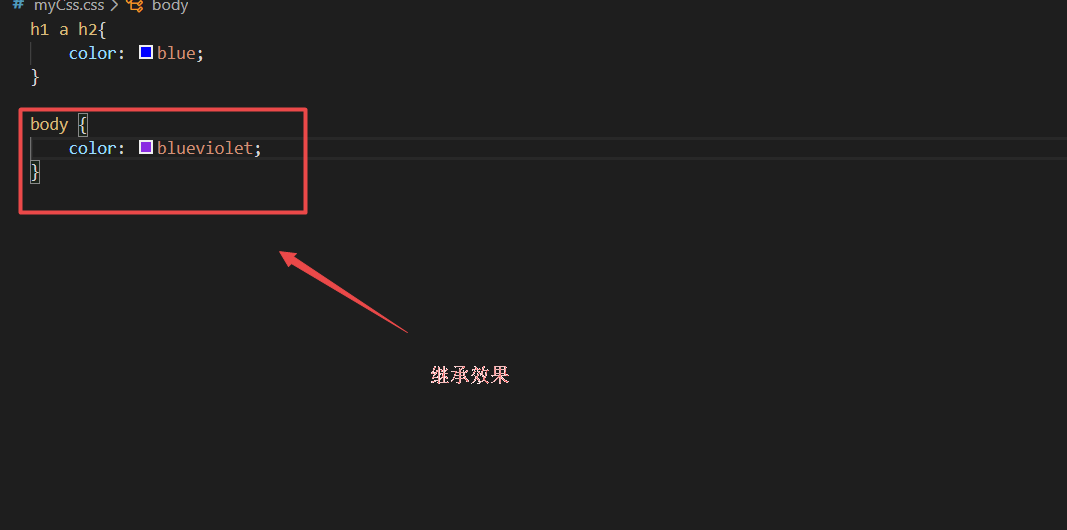 # myCss.css > body
h1 a h2{
color: blue;
}
body {
color: blueviolet;
}
继承效果